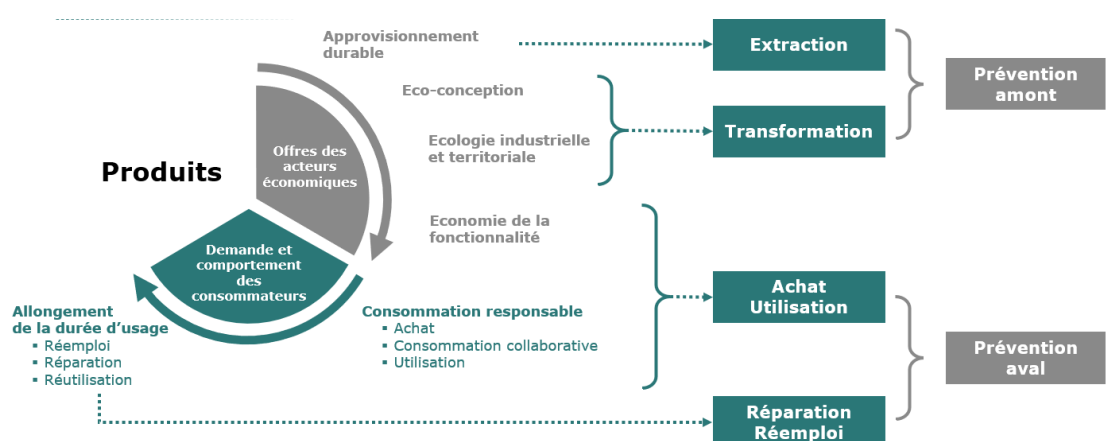 Approvisionnement
durable
Extraction
Prévention
amont
Eco-conception
Transformation
Ecologie industrielle
et territoriale
Offres des
acteurs
économiques
Produits
Economie de la
fonctionnalité
Demande et
comportement
des
consommateurs
Achat
Utilisation
Allongement
de la durée d’usage
▪ Réemploi
▪ Réparation
▪ Réutilisation
Consommation responsable
▪ Achat
▪ Consommation collaborative
▪ Utilisation
Prévention
aval
Réparation
Réemploi